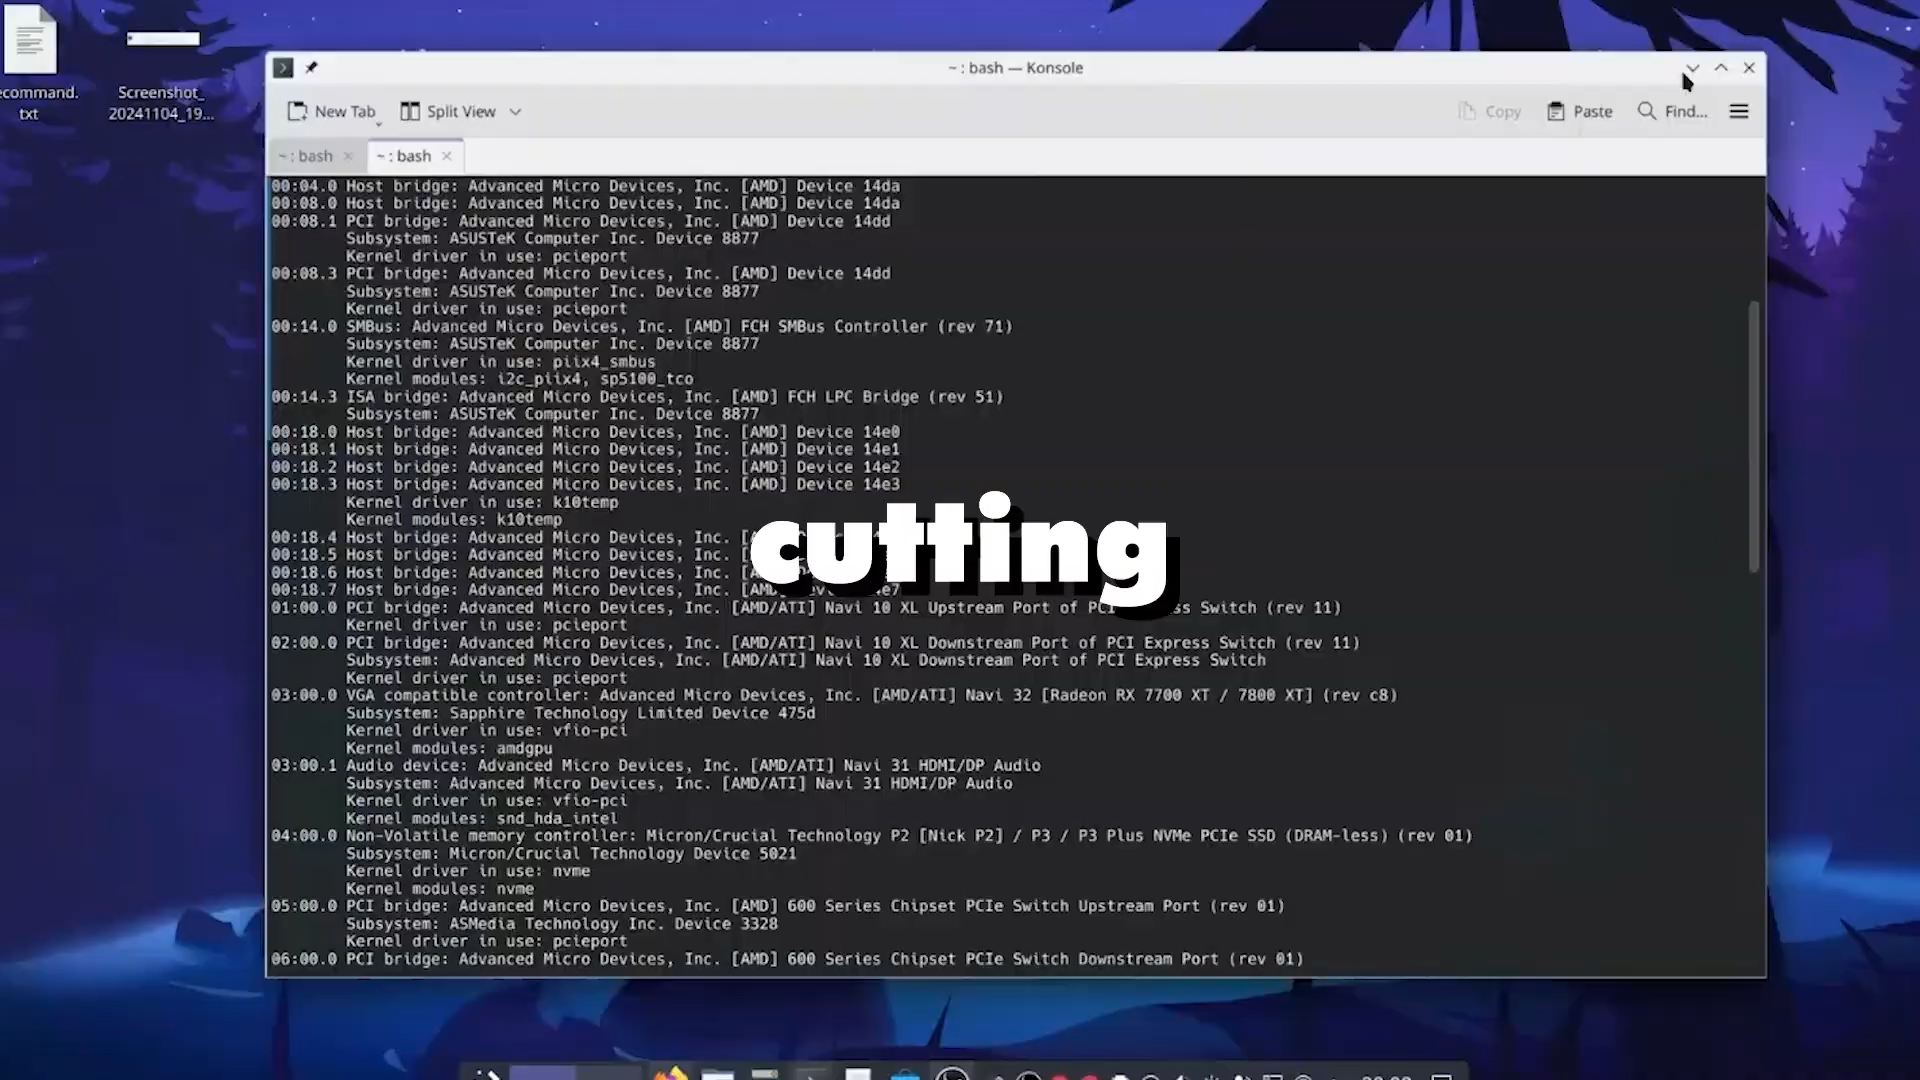 ecommand.
txt
Screenshot_
20241104_19...
~ : bash — Konsole
New Tab
Split View
Copy
Paste
Find...
~ : bash
~ : bash
00:04.0 Host bridge: Advanced Micro Devices, Inc. [AMD] Device 14da
00:08.0 Host bridge: Advanced Micro Devices, Inc. [AMD] Device 14da
00:08.1 PCI bridge: Advanced Micro Devices, Inc. [AMD] Device 14dd
Subsystem: ASUSTeK Computer Inc. Device 8877
Kernel driver in use: pcieport
00:08.3 PCI bridge: Advanced Micro Devices, Inc. [AMD] Device 14dd
Subsystem: ASUSTeK Computer Inc. Device 8877
Kernel driver in use: pcieport
00:14.0 SMBus: Advanced Micro Devices, Inc. [AMD] FCH SMBus Controller (rev 71)
Subsystem: ASUSTeK Computer Inc. Device 8877
Kernel driver in use: piix4_smbus
Kernel modules: i2c_piix4, sp5100_tco
00:14.3 ISA bridge: Advanced Micro Devices, Inc. [AMD] FCH LPC Bridge (rev 51)
Subsystem: ASUSTeK Computer Inc. Device 8877
00:18.0 Host bridge: Advanced Micro Devices, Inc. [AMD] Device 14e0
00:18.1 Host bridge: Advanced Micro Devices, Inc. [AMD] Device 14e1
00:18.2 Host bridge: Advanced Micro Devices, Inc. [AMD] Device 14e2
00:18.3 Host bridge: Advanced Micro Devices, Inc. [AMD] Device 14e3
Kernel driver in use: k10temp
Kernel modules: k10temp
00:18.4 Host bridge: Advanced Micro Devices, Inc.
00:18.5 Host bridge: Advanced Micro Devices, Inc.
cutting
00:18.6 Host bridge: Advanced Micro Devices, Inc.
00:18.7 Host bridge: Advanced Micro Devices, Inc.
01:00.0 PCI bridge: Advanced Micro Devices, Inc. [AMD/ATI] Navi 10 XL Upstream Port of Switch (rev 11)
Kernel driver in use: pcieport
02:00.0 PCI bridge: Advanced Micro Devices, Inc. [AMD/ATI] Navi 10 XL Downstream Port of PCI Express Switch (rev 11)
Subsystem: Advanced Micro Devices, Inc. [AMD/ATI] Navi 10 XL Downstream Port of PCI Express Switch
Kernel driver in use: pcieport
03:00.0 VGA compatible controller: Advanced Micro Devices, Inc. [AMD/ATI] Navi 32 [Radeon RX 7700 XT / 7800 XT] (rev c8)
Subsystem: Sapphire Technology Limited Device 475d
Kernel driver in use: vfio-pci
Kernel modules: amdgpu
03:00.1 Audio device: Advanced Micro Devices, Inc. [AMD/ATI] Navi 31 HDMI/DP Audio
Subsystem: Advanced Micro Devices, Inc. [AMD/ATI] Navi 31 HDMI/DP Audio
Kernel driver in use: vfio-pci
Kernel modules: snd_hda_intel
04:00.0 Non-Volatile memory controller: Micron/Crucial Technology P2 [Nick P2] / P3 / P3 Plus NVMe PCIe SSD (DRAM-less) (rev 01)
Subsystem: Micron/Crucial Technology Device 5021
Kernel driver in use: nvme
Kernel modules: nvme
05:00.0 PCI bridge: Advanced Micro Devices, Inc. [AMD] 600 Series Chipset PCIe Switch Upstream Port (rev 01)
Subsystem: ASMedia Technology Inc. Device 3328
Kernel driver in use: pcieport
06:00.0 PCI bridge: Advanced Micro Devices, Inc. [AMD] 600 Series Chipset PCIe Switch Downstream Port (rev 01)